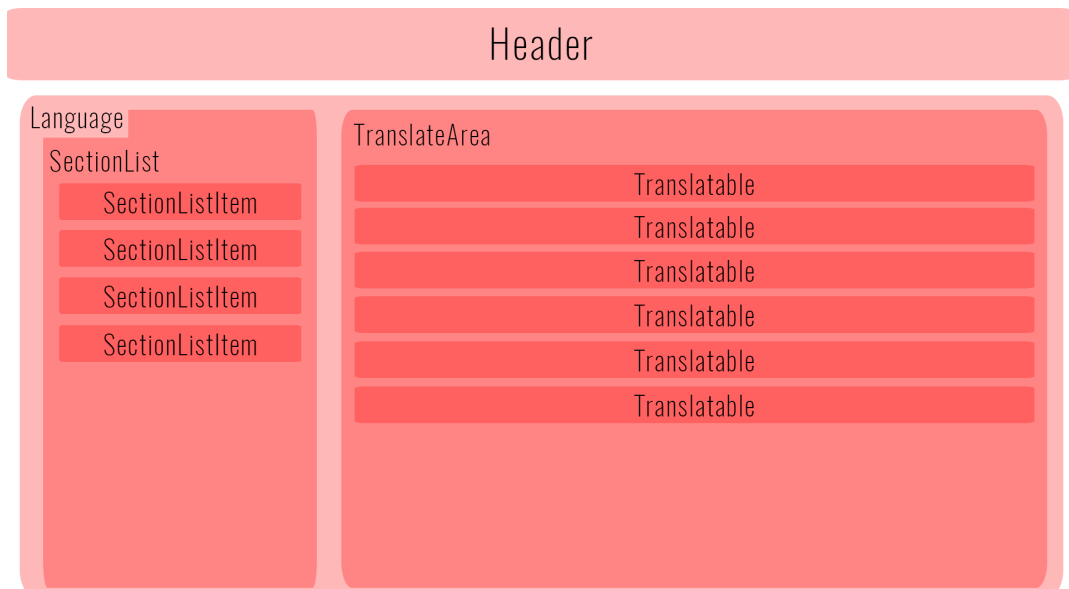 Header
Language
SectionList
SectionListItem
SectionListItem
SectionListItem
SectionListItem
TranslateArea
Translatable
Translatable
Translatable
Translatable
Translatable
Translatable